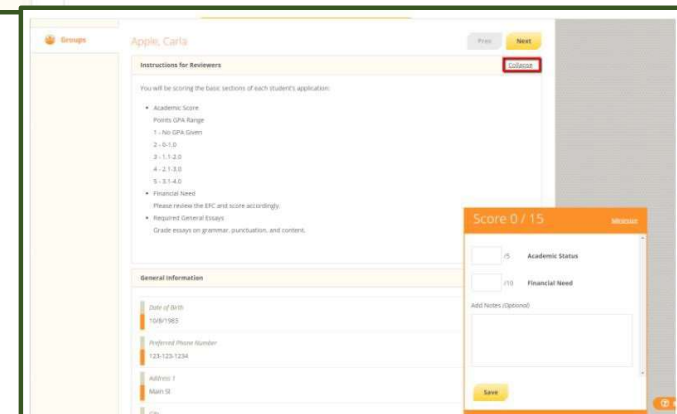 Groups
Apple, Carla
Prev
Next
Instructions for Reviewers
Collapse
You will be scoring the basic sections of each student's application:
• Academic Score
Points GPA Range
1 - No GPA Given
2 - 0-1.0
3 - 1.1-2.0
4 - 2.1-3.0
5 - 3.1-4.0
• Financial Need
Please review the EFC and score accordingly.
• Required General Essays
Grade essays on grammar, punctuation, and content.
General Information
Date of Birth
10/8/1983
Preferred Phone Number
123-123-1234
Address 1
Main St
City
Score 0 / 15
Minimize
/5 Academic Status
/10 Financial Need
Add Notes (Optional)
Save